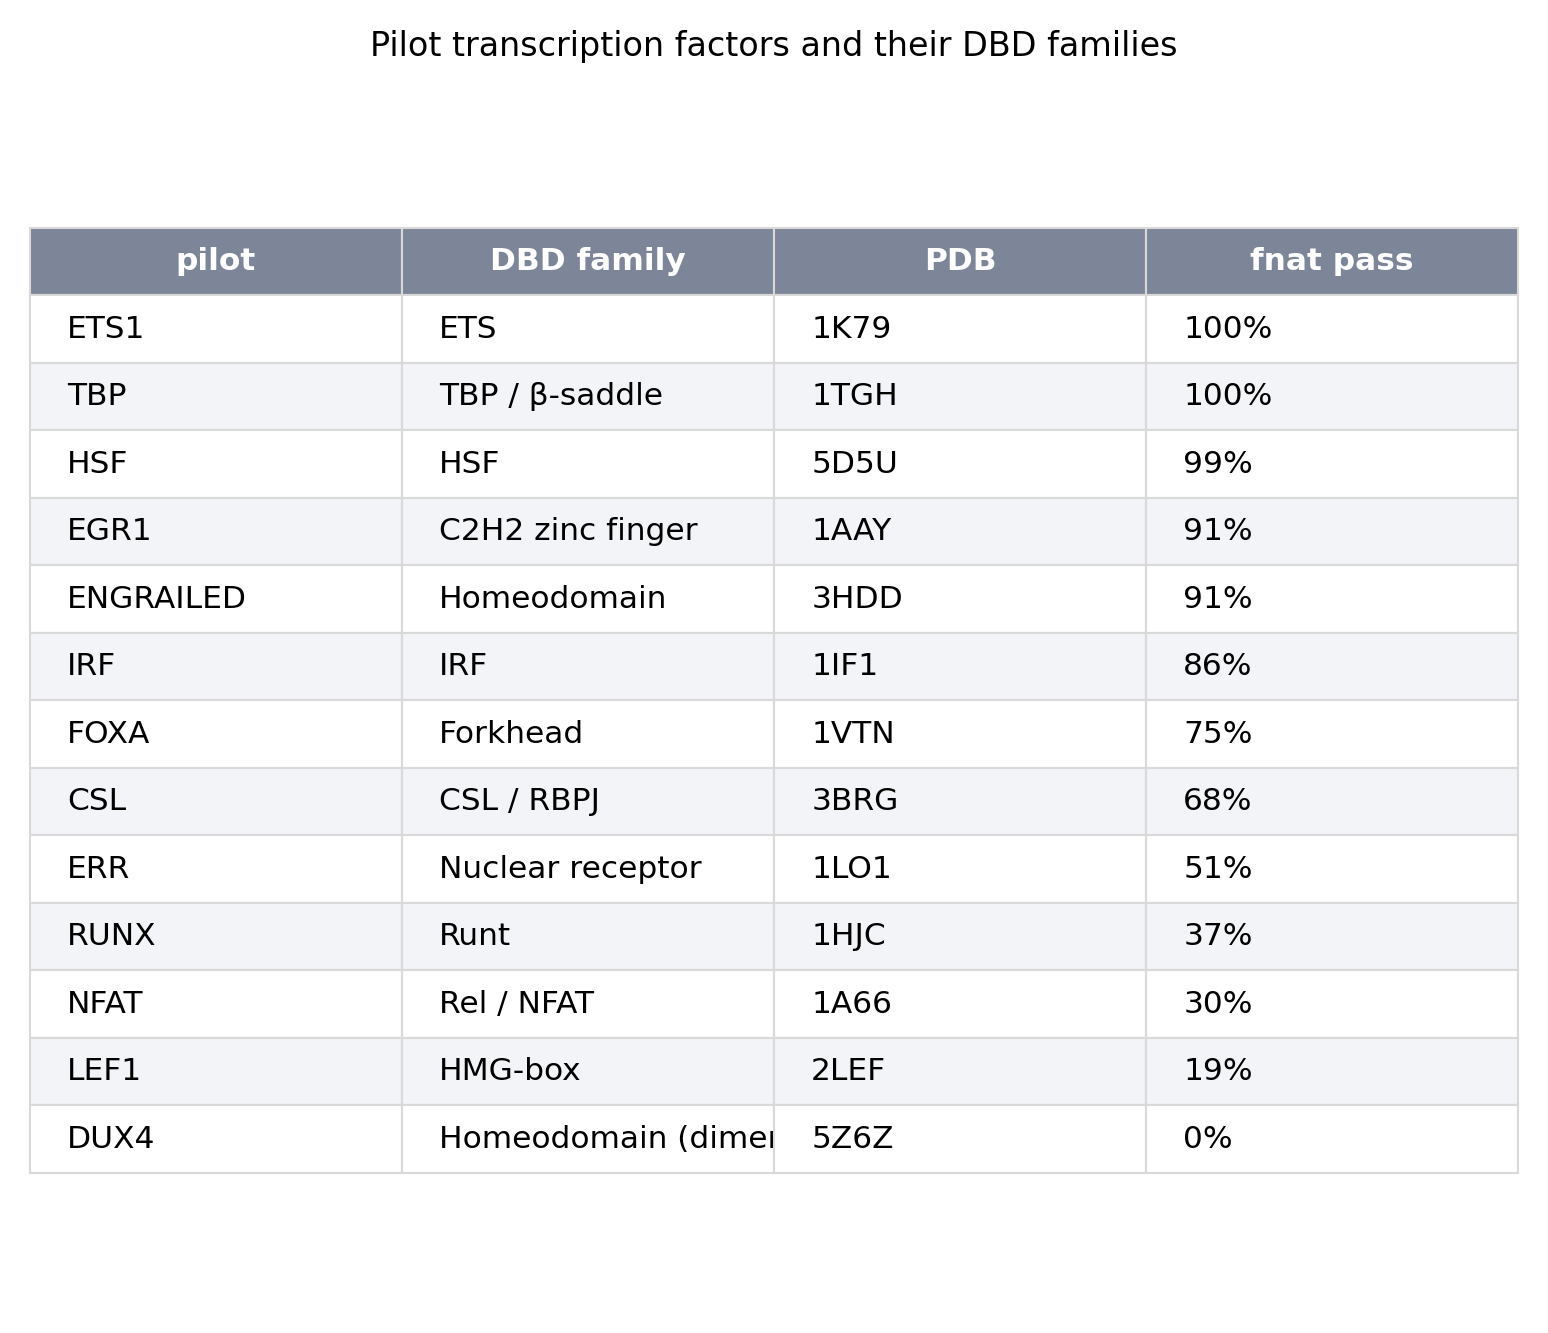 Pilot transcription factors and their DBD families
pilot DBD family PDB fnat pass
ETS1 ETS 1K79 100%
TBP TBP / β-saddle 1TGH 100%
HSF HSF 5D5U 99%
EGR1 C2H2 zinc finger 1AAY 91%
ENGRAILED Homeodomain 3HDD 91%
IRF IRF 1IF1 86%
FOXA Forkhead 1VTN 75%
CSL CSL / RBPJ 3BRG 68%
ERR Nuclear receptor 1LO1 51%
RUNX Runt 1HJC 37%
NFAT Rel / NFAT 1A66 30%
LEF1 HMG-box 2LEF 19%
DUX4 Homeodomain 5Z6Z 0%